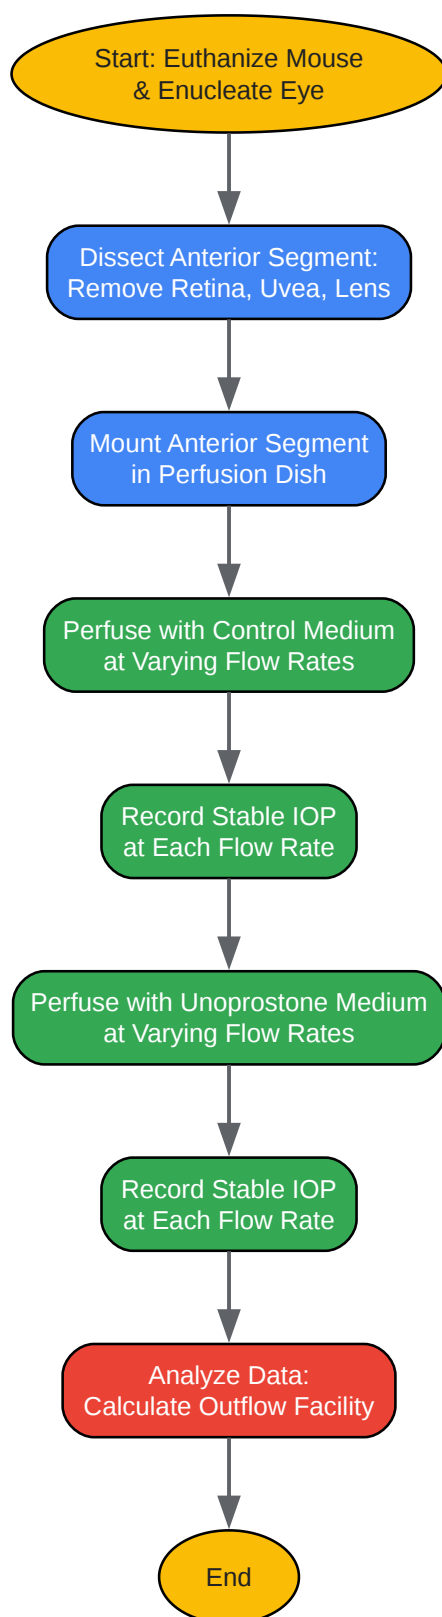 Start: Euthanize Mouse
& Enucleate Eye
Dissect Anterior Segment:
Remove Retina, Uvea, Lens
Mount Anterior Segment
in Perfusion Dish
Perfuse with Control Medium
at Varying Flow Rates
Record Stable IOP
at Each Flow Rate
Perfuse with Unoprostone Medium
at Varying Flow Rates
Record Stable IOP
at Each Flow Rate
Analyze Data:
Calculate Outflow Facility
End